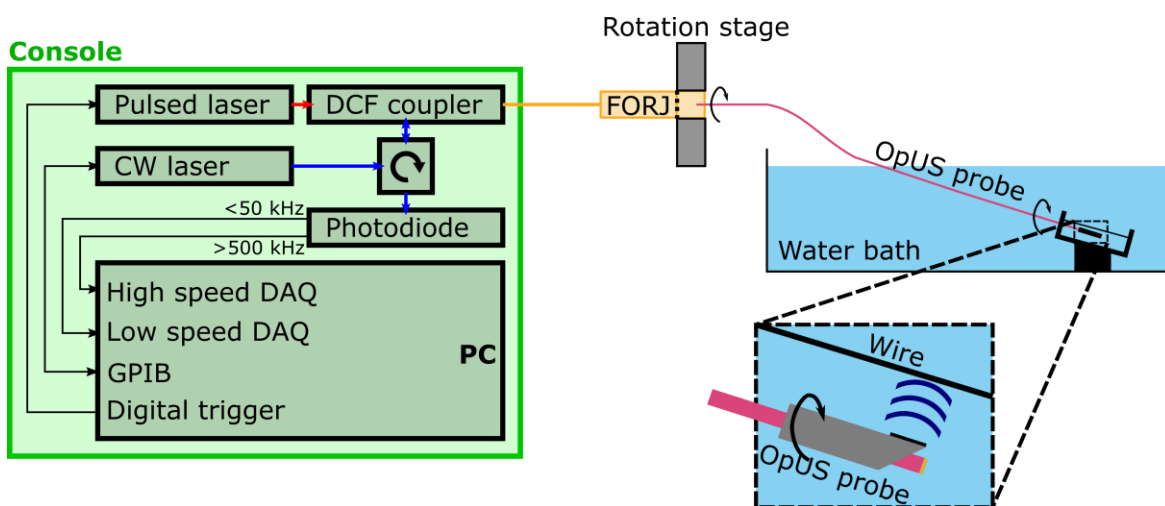 Console
Pulsed laser
DCF coupler
CW laser
<50 kHz
Photodiode
>500 kHz
High speed DAQ
Low speed DAQ
PC
GPIB
Digital trigger
Rotation stage
FORJ
OpUS probe
Water bath
Wire
OpUS probe